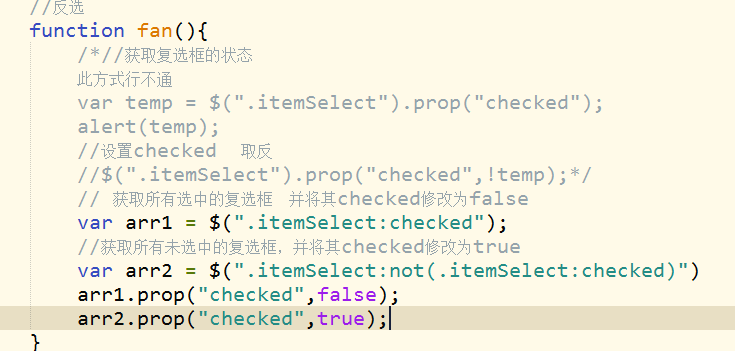 //反选
function fan(){
/*//获取复选框的状态
此方式行不通
var temp = $(".itemSelect").prop("checked");
alert(temp);
//设置checked  取反
//$(".itemSelect").prop("checked",!temp);*/
// 获取所有选中的复选框  并将其checked修改为false
var arr1 = $(".itemSelect:checked");
//获取所有未选中的复选框，并将其checked修改为true
var arr2 = $(".itemSelect:not(.itemSelect:checked)")
arr1.prop("checked",false);
arr2.prop("checked",true);
}